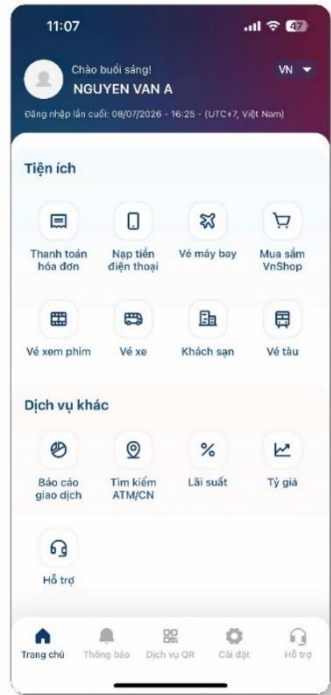 11:07
47
Chào buổi sáng!
VN
NGUYEN VAN A
Đăng nhập lần cuối: 08/07/2026 - 16:25 - (UTC+7, Việt Nam)
Tiện ích
Thanh toán hóa đơn
Nạp tiền điện thoại
Vé máy bay
Mua sắm VnShop
Vé xem phim
Vé xe
Khách sạn
Vé tàu
Dịch vụ khác
Báo cáo giao dịch
Tìm kiếm ATM/CN
Lãi suất
Tỷ giá
Hỗ trợ
Trang chủ
Thông báo
Dịch vụ QR
Cài đặt
Hỗ trợ